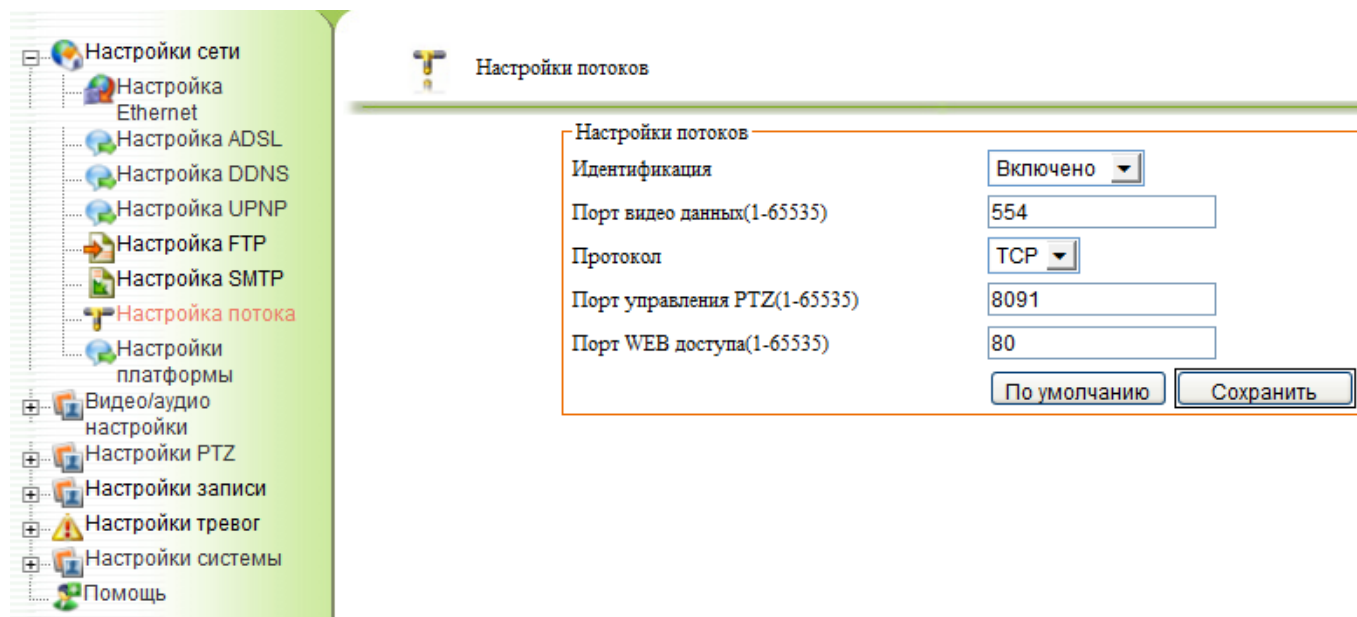 Настройки сети
Настройка
Ethernet
Настройка ADSL
Настройка DDNS
Настройка UPNP
Настройка FTP
Настройка SMTP
Настройка потока
Настройки
платформы
Видео/аудио
настройки
Настройки PTZ
Настройки записи
Настройки тревог
Настройки системы
Помощь
Настройки потоков
Настройки потоков
Идентификация Включено
Порт видео данных(1-65535) 554
Протокол TCP
Порт управления PTZ(1-65535) 8091
Порт WEB доступа(1-65535) 80
По умолчанию Сохранить